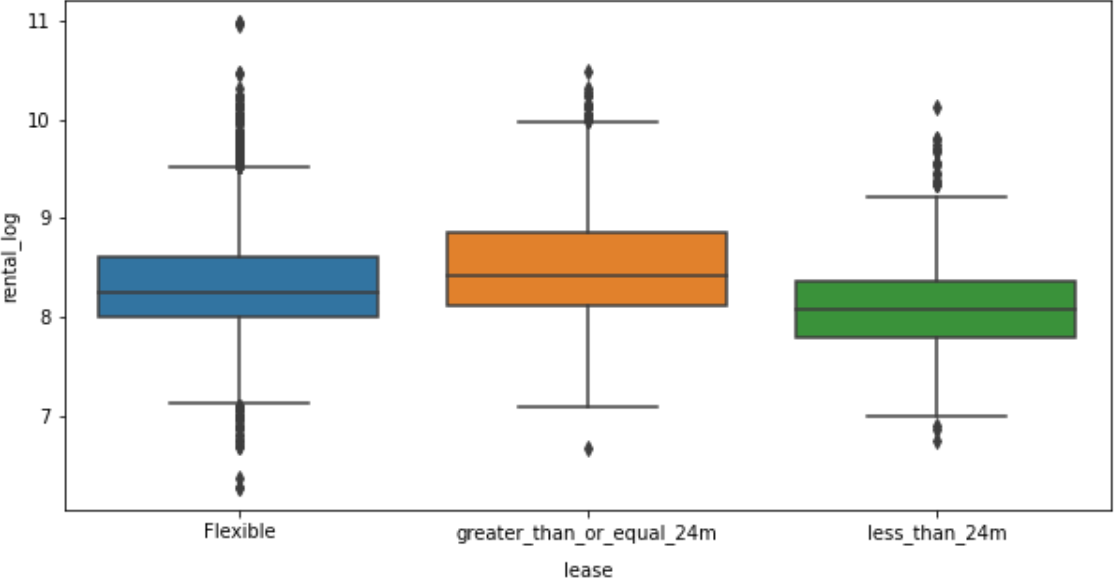 11
10
9
8
7
rental_log
Flexible
greater_than_or_equal_24m
less_than_24m
lease